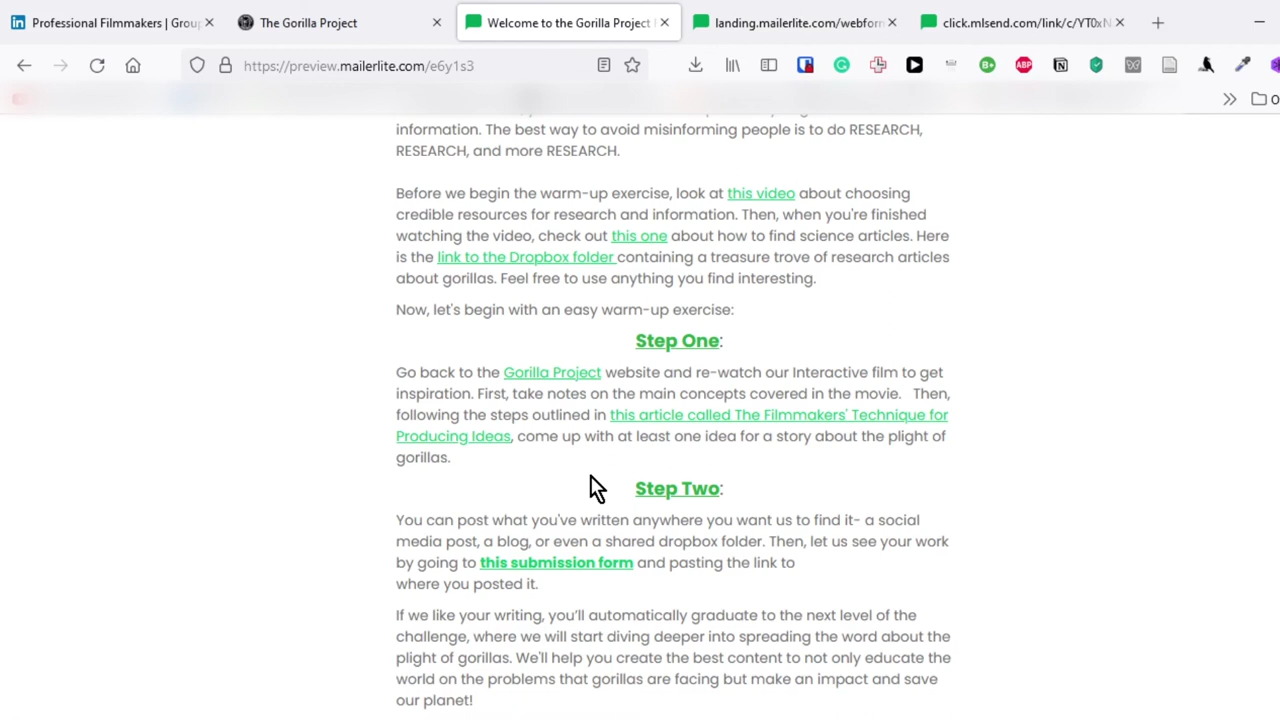 Professional Filmmakers | Group
The Gorilla Project
Welcome to the Gorilla Project
landing.mailerlite.com/webform
click.mlsend.com/link/c/YT0xN
https://preview.mailerlite.com/e6y1s3
information. The best way to avoid misinforming people is to do RESEARCH,
RESEARCH, and more RESEARCH.
Before we begin the warm-up exercise, look at this video about choosing
credible resources for research and information. Then, when you're finished
watching the video, check out this one about how to find science articles. Here
is the link to the Dropbox folder containing a treasure trove of research articles
about gorillas. Feel free to use anything you find interesting.
Now, let's begin with an easy warm-up exercise:
Step One:
Go back to the Gorilla Project website and re-watch our Interactive film to get
inspiration. First, take notes on the main concepts covered in the movie. Then,
following the steps outlined in this article called The Filmmakers' Technique for
Producing Ideas, come up with at least one idea for a story about the plight of
gorillas.
Step Two:
You can post what you've written anywhere you want us to find it- a social
media post, a blog, or even a shared dropbox folder. Then, let us see your work
by going to this submission form and pasting the link to
where you posted it.
If we like your writing, you'll automatically graduate to the next level of the
challenge, where we will start diving deeper into spreading the word about the
plight of gorillas. We'll help you create the best content to not only educate the
world on the problems that gorillas are facing but make an impact and save
our planet!